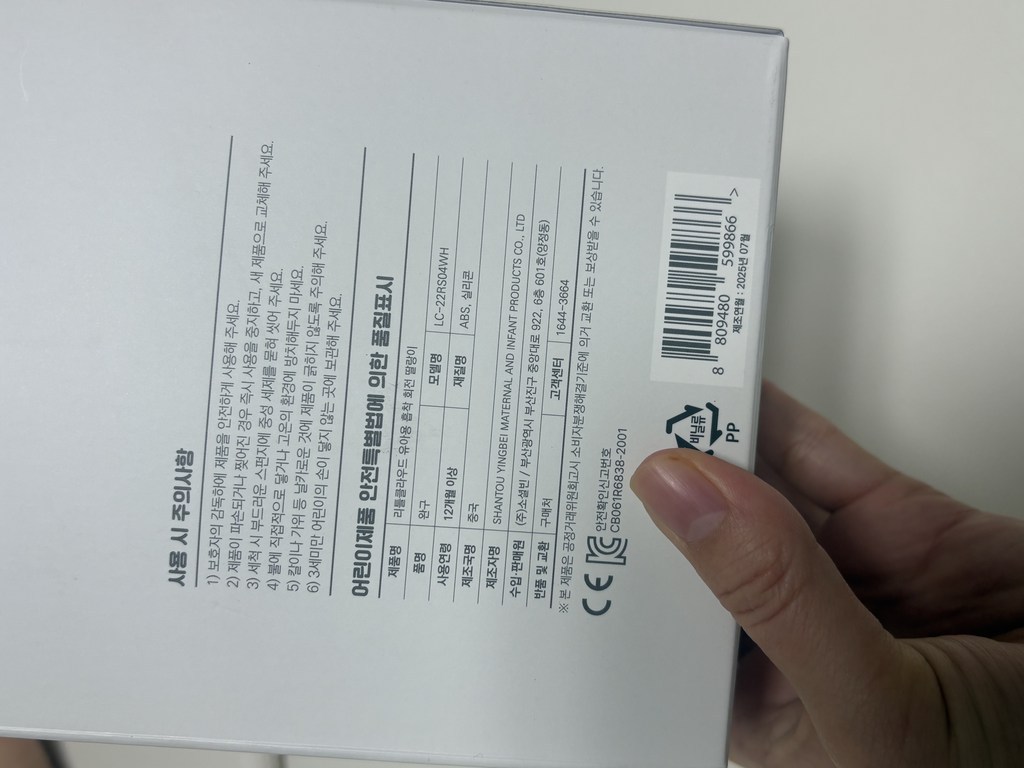 사용 시 주의사항
1) 보호자의 감독하에 제품을 안전하게 사용해 주세요.
2) 제품이 파손되거나 찢어진 경우 즉시 사용을 중지하고, 새 제품으로 교체해 주세요.
3) 세척 시 부드러운 스펀지에 중성 세제를 묻혀 씻어 주세요.
4) 불에 직접적으로 닿거나 고온의 환경에 방치해두지 마세요.
5) 칼이나 가위 등 날카로운 것에 제품이 긁히지 않도록 주의해 주세요.
6) 3세미만 어린이의 손이 닿지 않는 곳에 보관해 주세요.
어린이제품 안전특별법에 의한 품질표시
제품명 리틀클라우드 유아용 흡착 회전 딸랑이
품명 완구 모델명 LC-22RS04WH
사용연령 12개월 이상 재질명 ABS, 실리콘
제조국명 중국
제조자명 SHANTOU YINGBEI MATERNAL AND INFANT PRODUCTS CO., LTD
수입·판매원 (주)소셜빈 / 부산광역시 부산진구 중앙대로 922, 6층 601호(양정동)
반품 및 교환 구매처 고객센터 1644-3664
※ 본 제품은 공정거래위원회고시 소비자분쟁해결기준에 의거 교환 또는 보상받을 수 있습니다.
CE KC 안전확인신고번호
CB061R6838-2001
비닐류
PP
8 809480 599866 >
제조연월 : 2025년 07월